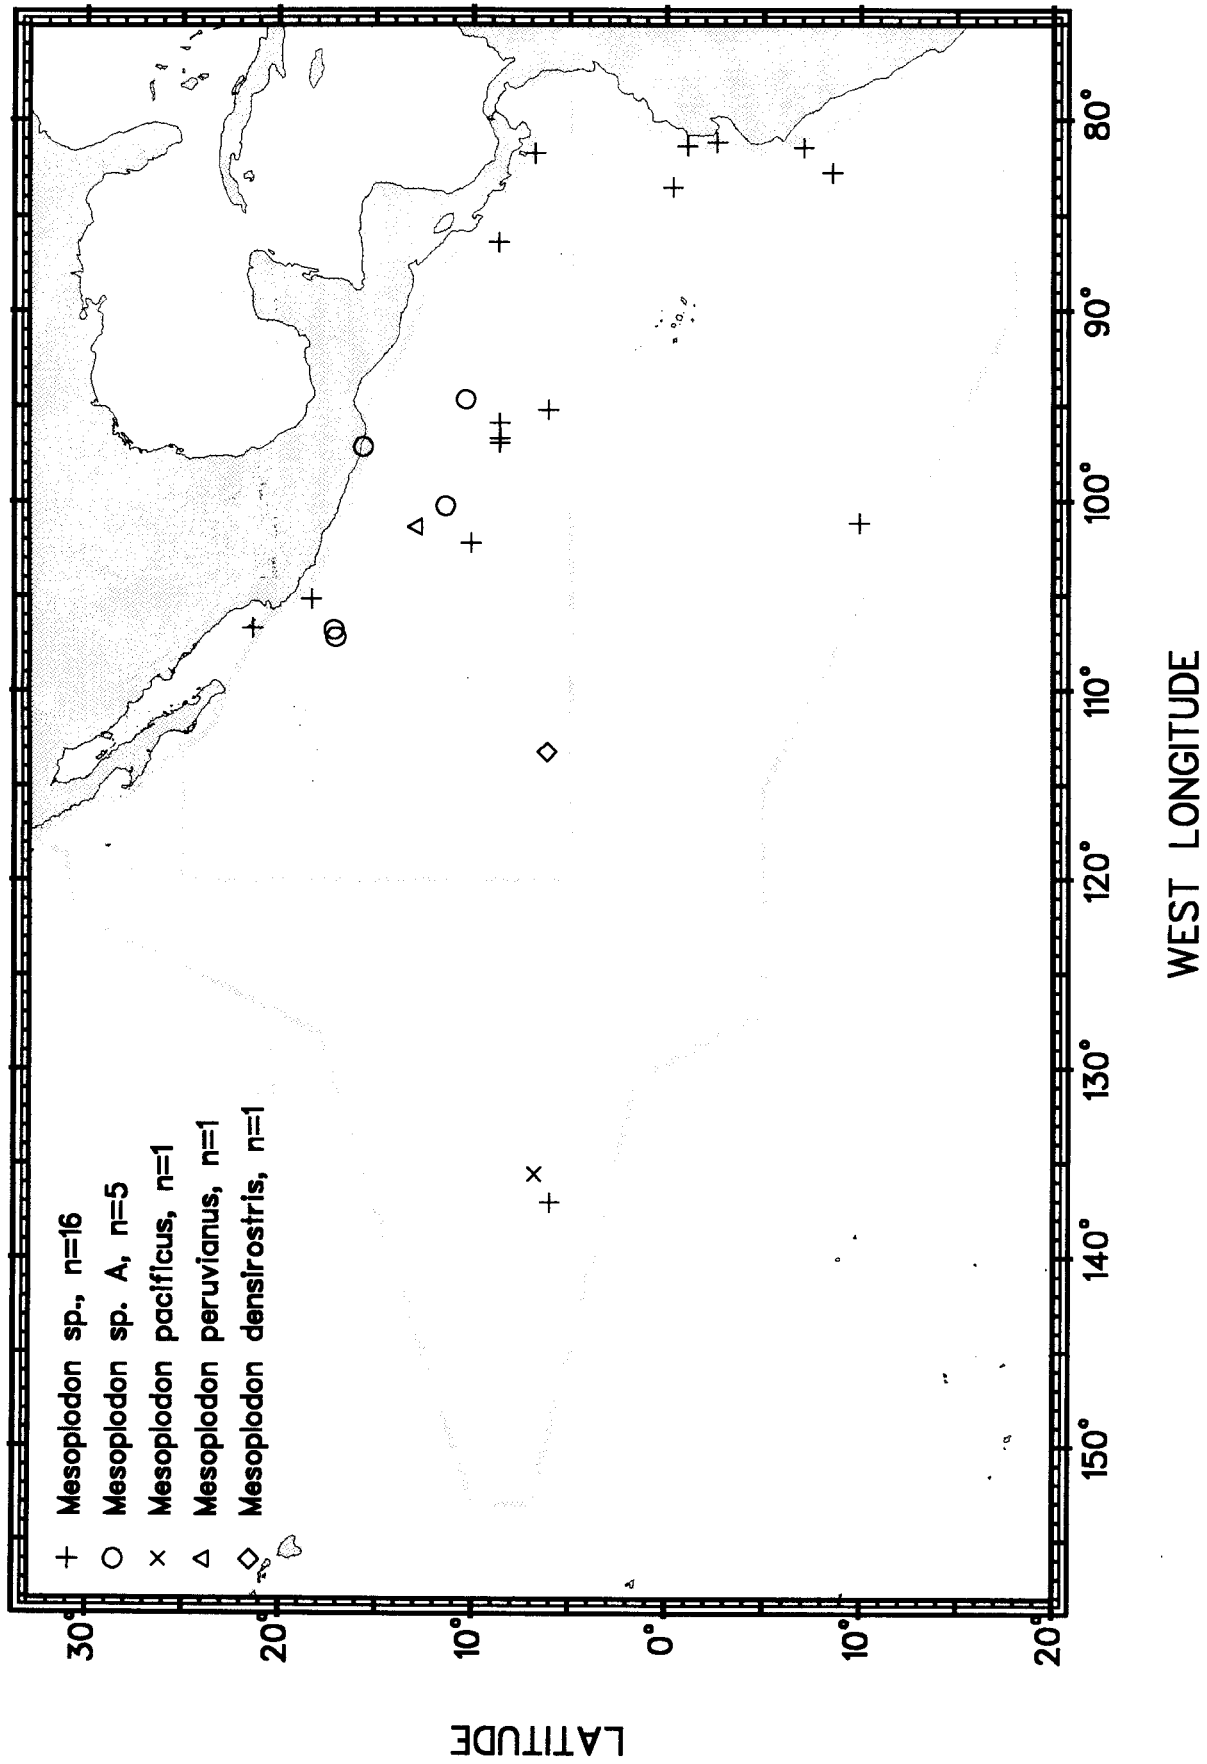 + Mesoplodon sp., n=16
○ Mesoplodon sp. A, n=5
× Mesoplodon pacificus, n=1
△ Mesoplodon peruvianus, n=1
◇ Mesoplodon densirostris, n=1
LATITUDE
30°
20°
10°
0°
10°
20°
150°
140°
130°
120°
110°
100°
90°
80°
WEST LONGITUDE